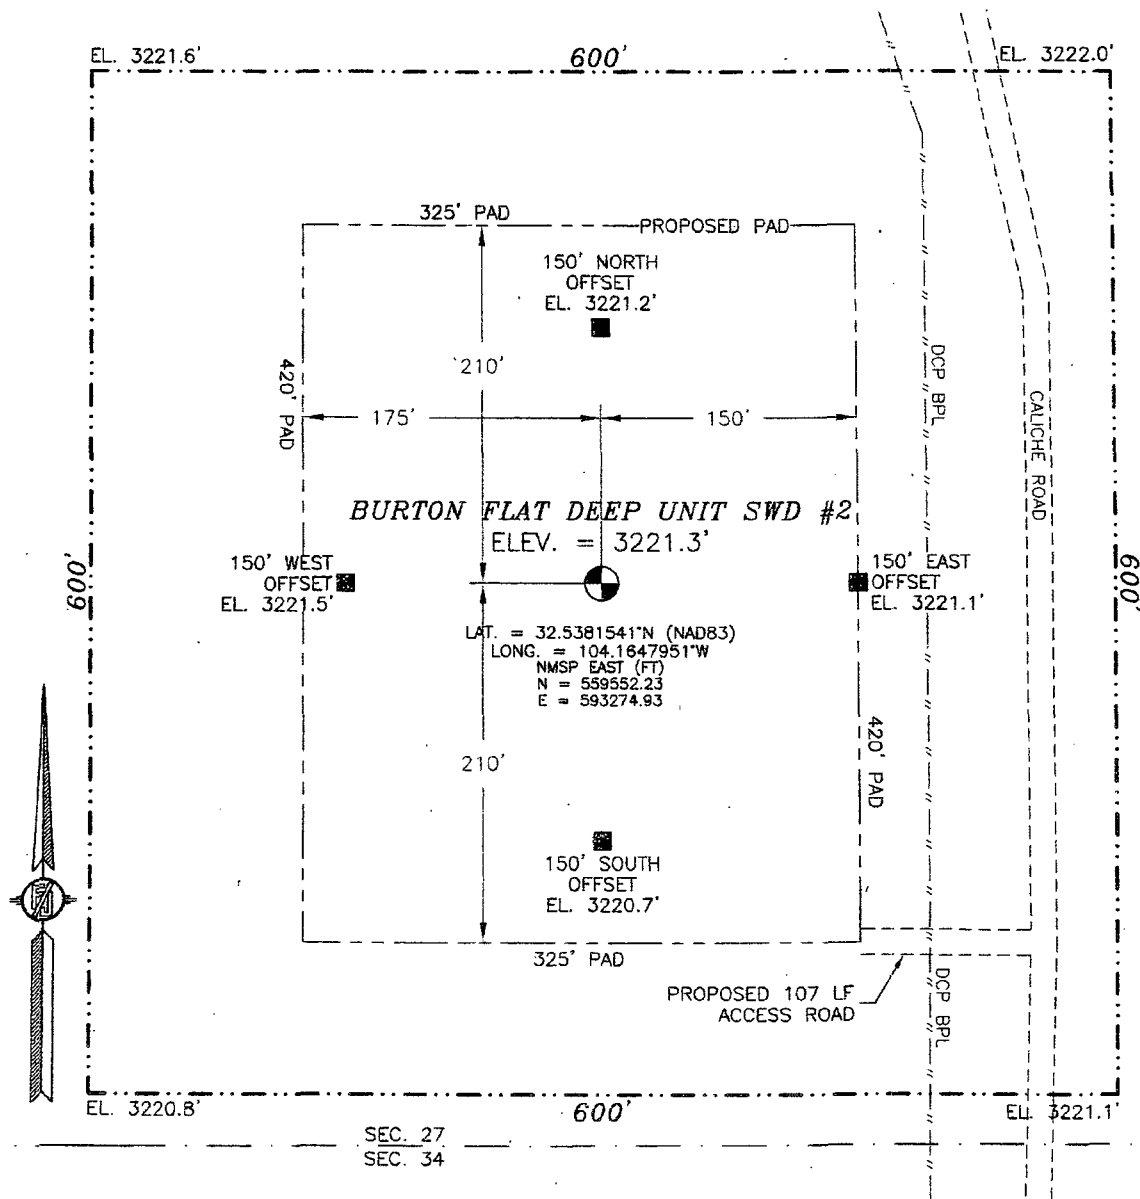 EL. 3221.6'
600'
EL. 3222.0'
325' PAD
PROPOSED PAD
150' NORTH
OFFSET
EL. 3221.2'
210'
420' PAD
DCP BPL
175'
150'
CALICHE ROAD
BURTON FLAT DEEP UNIT SWD #2
ELEV. = 3221.3'
150' WEST
OFFSET
EL. 3221.5'
150' EAST
OFFSET
EL. 3221.1'
600'
600'
LAT. = 32.5381541°N (NAD83)
LONG. = 104.1647951°W
NMSP EAST (FT)
N = 559552.23
E = 593274.93
210'
420' PAD
150' SOUTH
OFFSET
EL. 3220.7'
325' PAD
PROPOSED 107 LF
ACCESS ROAD
DCP BPL
EL. 3220.8'
600'
EL. 3221.1'
SEC. 27
SEC. 34